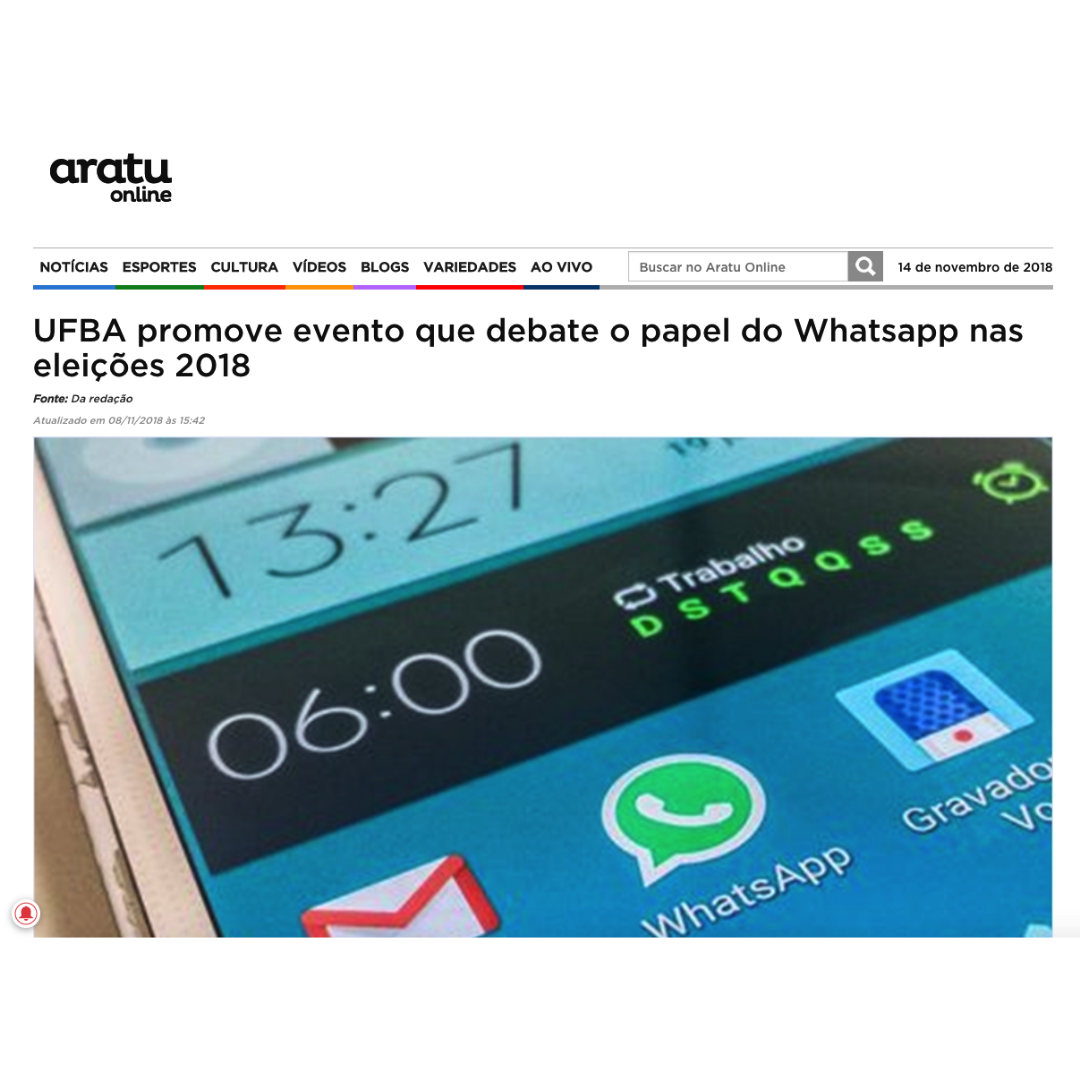 aratu
online
NOTÍCIAS ESPORTES CULTURA VÍDEOS BLOGS VARIEDADES AO VIVO Buscar no Aratu Online 14 de novembro de 2018
UFBA promove evento que debate o papel do Whatsapp nas
eleições 2018
Fonte: Da redação
Atualizado em 08/11/2018 às 15:42
13:27
Trabalho
D S T Q Q S S
06:00
Gravado
Vo
WhatsApp